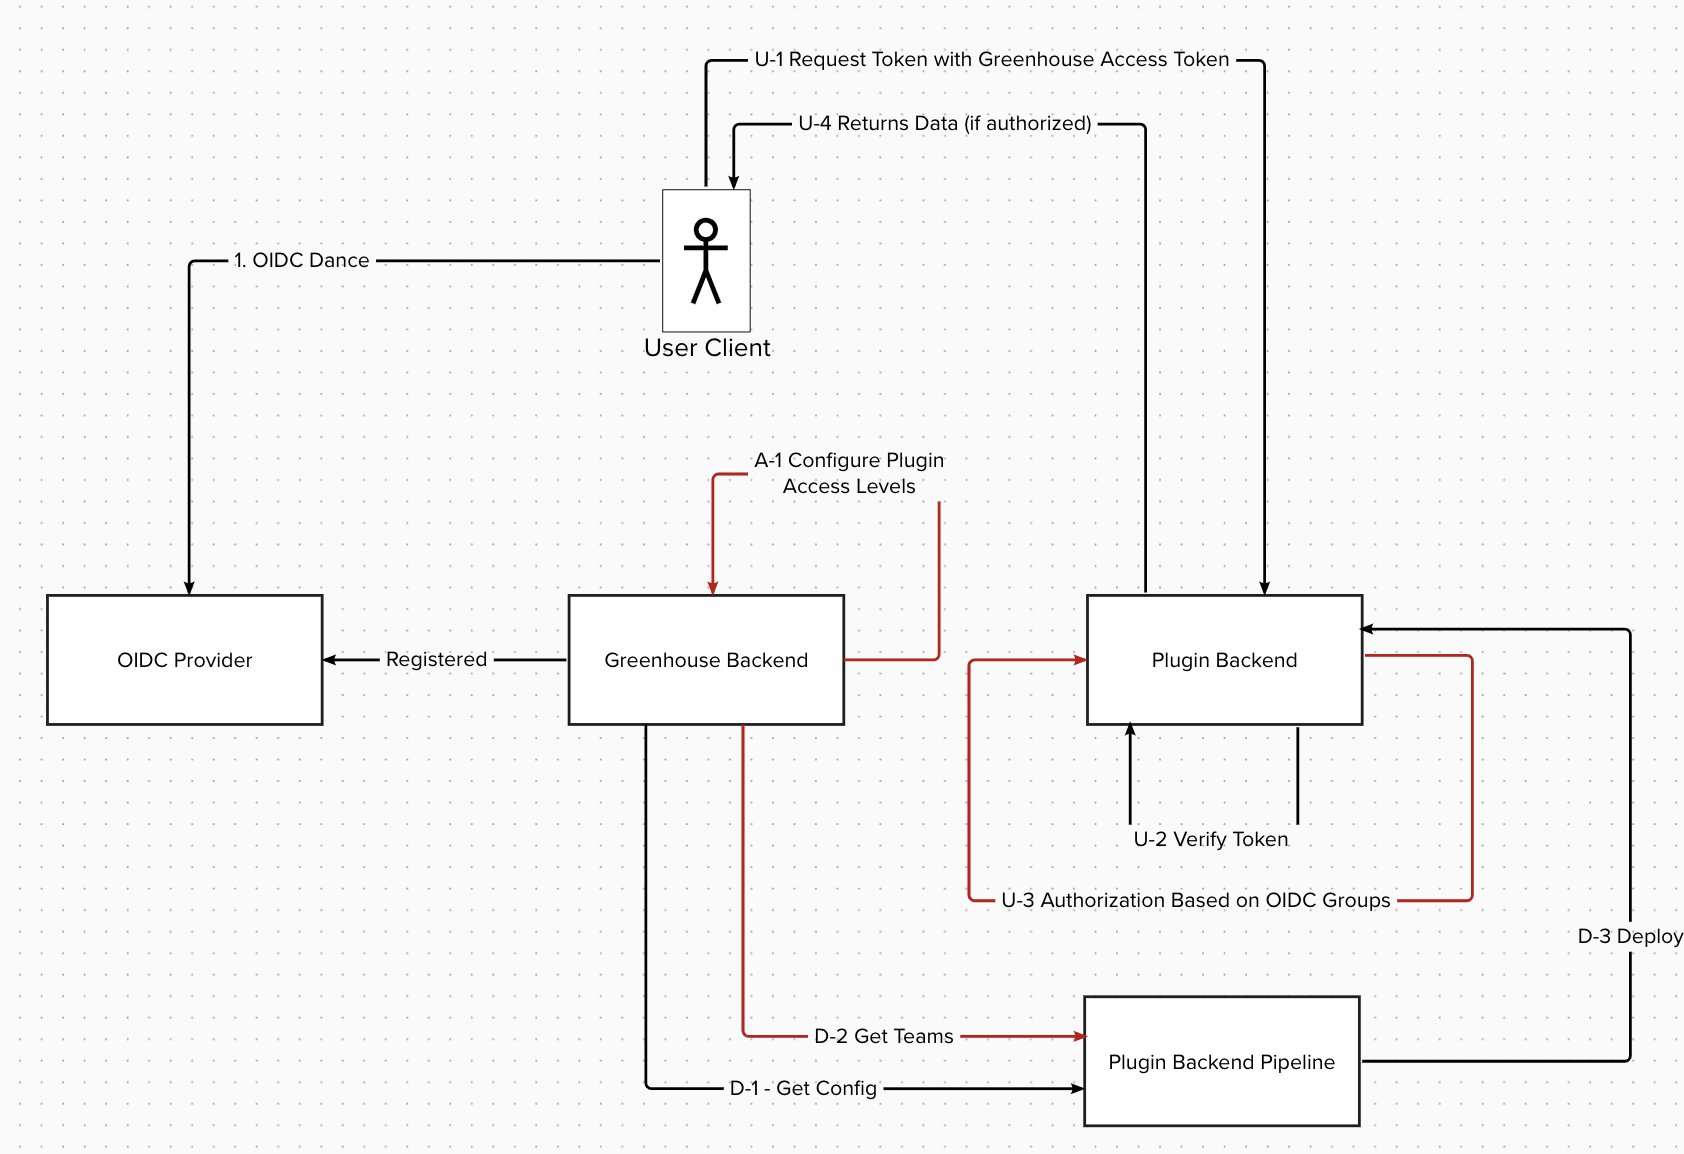 U-1 Request Token with Greenhouse Access Token
U-4 Returns Data (if authorized)
1. OIDC Dance
User Client
A-1 Configure Plugin
Access Levels
OIDC Provider
Registered
Greenhouse Backend
Plugin Backend
U-2 Verify Token
U-3 Authorization Based on OIDC Groups
D-3 Deploy
D-2 Get Teams
Plugin Backend Pipeline
D-1 - Get Config